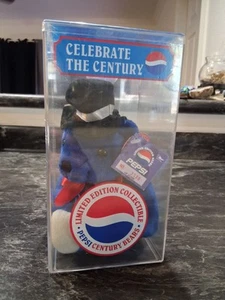 CELEBRATE
THE CENTURY
PEPSI
LIMITED EDITION COLLECTIBLE
PEPSI CENTURY BEARS